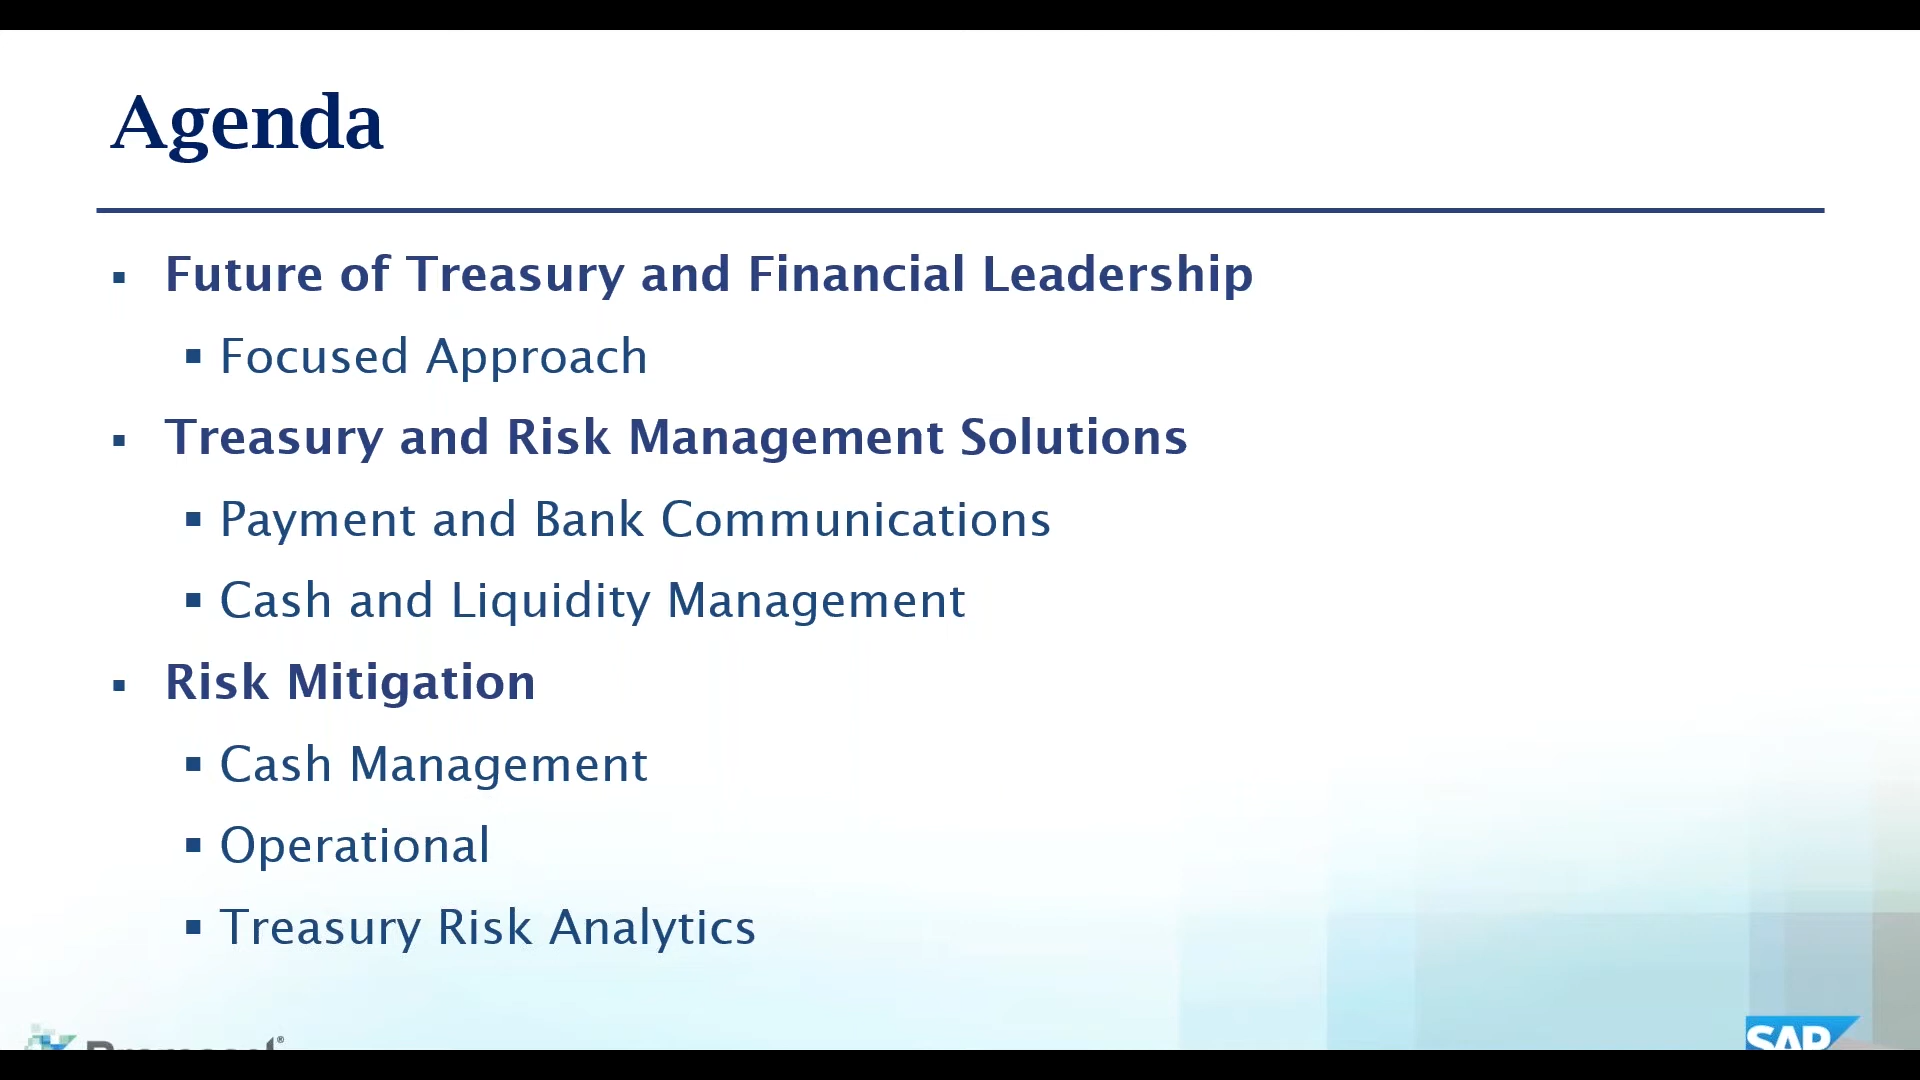 Agenda
▪ Future of Treasury and Financial Leadership
▪ Focused Approach
▪ Treasury and Risk Management Solutions
▪ Payment and Bank Communications
▪ Cash and Liquidity Management
▪ Risk Mitigation
▪ Cash Management
▪ Operational
▪ Treasury Risk Analytics
SAP